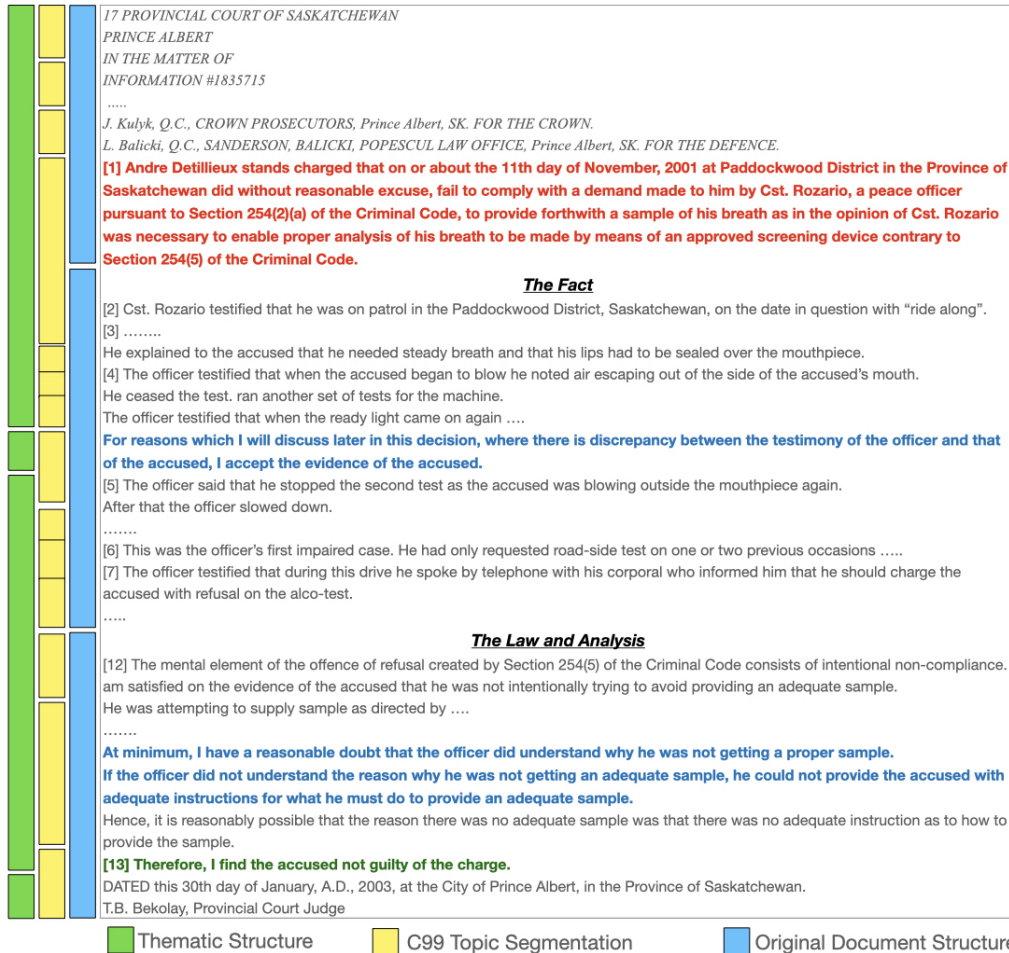 17 PROVINCIAL COURT OF SASKATCHEWAN
PRINCE ALBERT
IN THE MATTER OF
INFORMATION #1835715
.....
J. Kulyk, Q.C., CROWN PROSECUTORS, Prince Albert, SK. FOR THE CROWN.
L. Balicki, Q.C., SANDERSON, BALICKI, POPESCUL LAW OFFICE, Prince Albert, SK. FOR THE DEFENCE.
[1] Andre Detillieux stands charged that on or about the 11th day of November, 2001 at Paddockwood District in the Province of
Saskatchewan did without reasonable excuse, fail to comply with a demand made to him by Cst. Rozario, a peace officer
pursuant to Section 254(2)(a) of the Criminal Code, to provide forthwith a sample of his breath as in the opinion of Cst. Rozario
was necessary to enable proper analysis of his breath to be made by means of an approved screening device contrary to
Section 254(5) of the Criminal Code.
The Fact
[2] Cst. Rozario testified that he was on patrol in the Paddockwood District, Saskatchewan, on the date in question with “ride along”.
[3] ........
He explained to the accused that he needed steady breath and that his lips had to be sealed over the mouthpiece.
[4] The officer testified that when the accused began to blow he noted air escaping out of the side of the accused’s mouth.
He ceased the test. ran another set of tests for the machine.
The officer testified that when the ready light came on again ....
For reasons which I will discuss later in this decision, where there is discrepancy between the testimony of the officer and that
of the accused, I accept the evidence of the accused.
[5] The officer said that he stopped the second test as the accused was blowing outside the mouthpiece again.
After that the officer slowed down.
.......
[6] This was the officer’s first impaired case. He had only requested road-side test on one or two previous occasions .....
[7] The officer testified that during this drive he spoke by telephone with his corporal who informed him that he should charge the
accused with refusal on the alco-test.
.....
The Law and Analysis
[12] The mental element of the offence of refusal created by Section 254(5) of the Criminal Code consists of intentional non-compliance.
am satisfied on the evidence of the accused that he was not intentionally trying to avoid providing an adequate sample.
He was attempting to supply sample as directed by ....
.......
At minimum, I have a reasonable doubt that the officer did understand why he was not getting a proper sample.
If the officer did not understand the reason why he was not getting an adequate sample, he could not provide the accused with
adequate instructions for what he must do to provide an adequate sample.
Hence, it is reasonably possible that the reason there was no adequate sample was that there was no adequate instruction as to how to
provide the sample.
[13] Therefore, I find the accused not guilty of the charge.
DATED this 30th day of January, A.D., 2003, at the City of Prince Albert, in the Province of Saskatchewan.
T.B. Bekolay, Provincial Court Judge
Thematic Structure
C99 Topic Segmentation
Original Document Structure